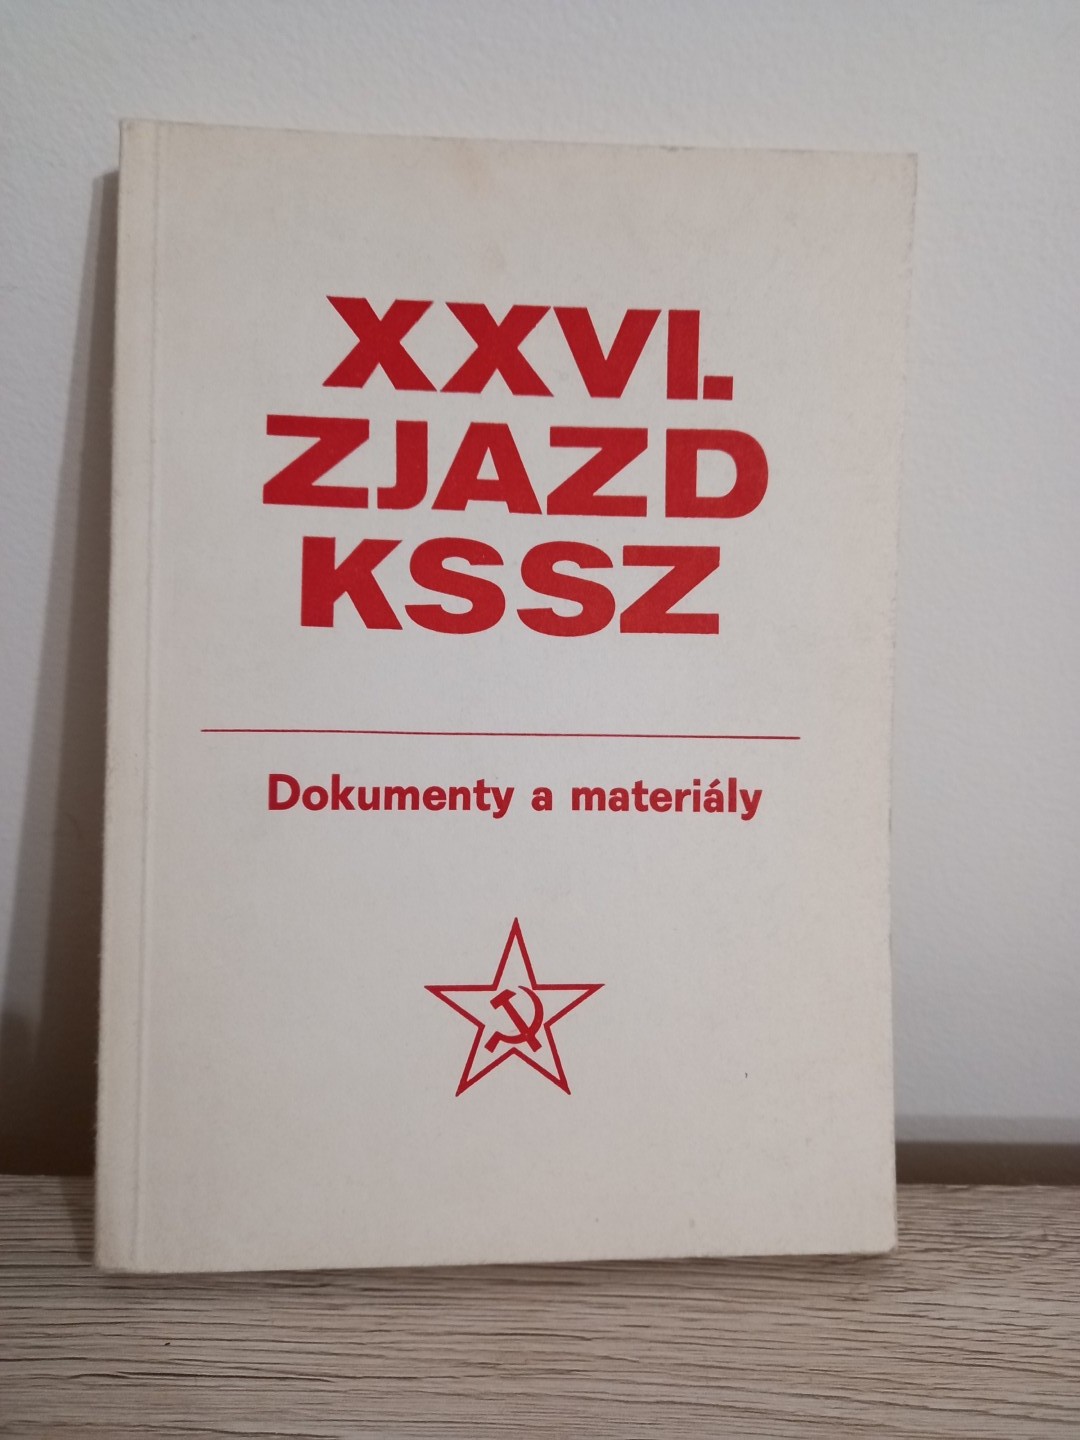 XXVI.
ZJAZD
KSSZ
Dokumenty a materiály